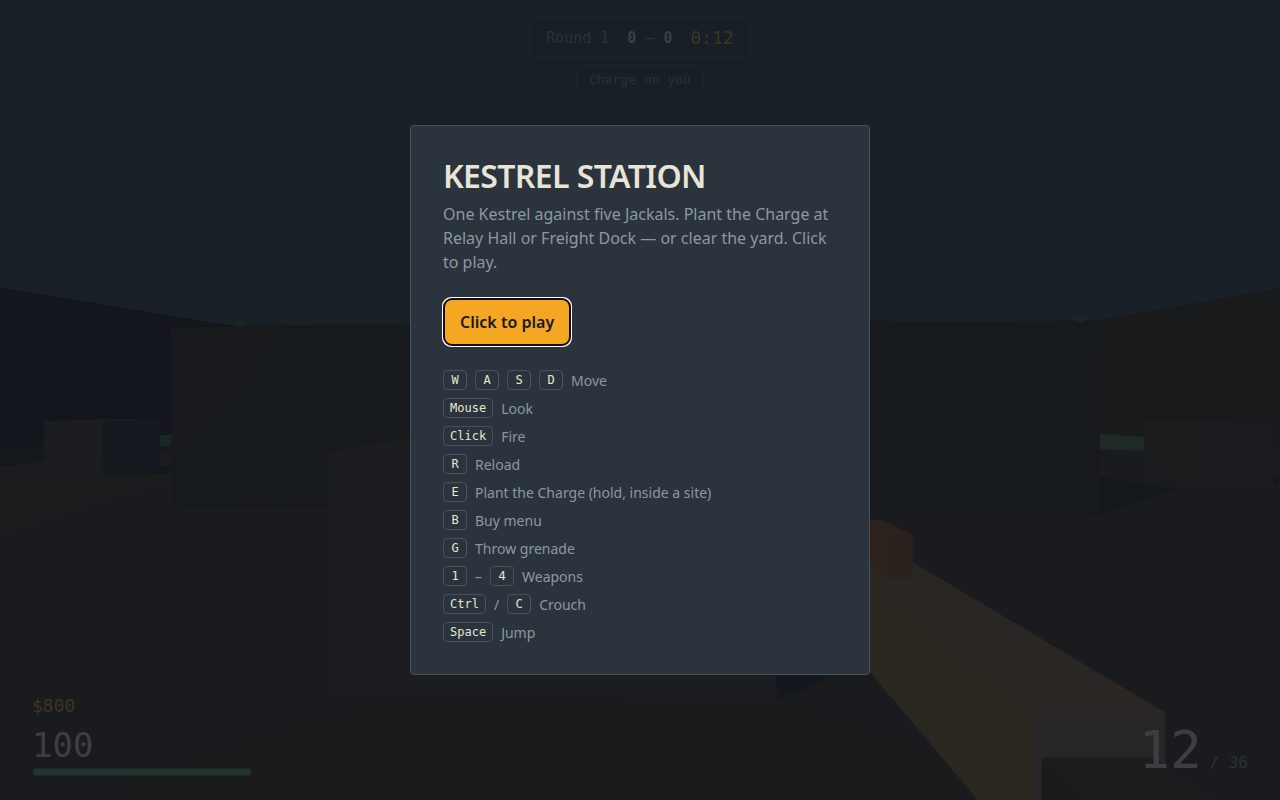 Round 1 0 – 0 0:12
Charge on you
KESTREL STATION
One Kestrel against five Jackals. Plant the Charge at
Relay Hall or Freight Dock — or clear the yard. Click
to play.
Click to play
W A S D Move
Mouse Look
Click Fire
R Reload
E Plant the Charge (hold, inside a site)
B Buy menu
G Throw grenade
1 – 4 Weapons
Ctrl / C Crouch
Space Jump
$800
100
12 / 36